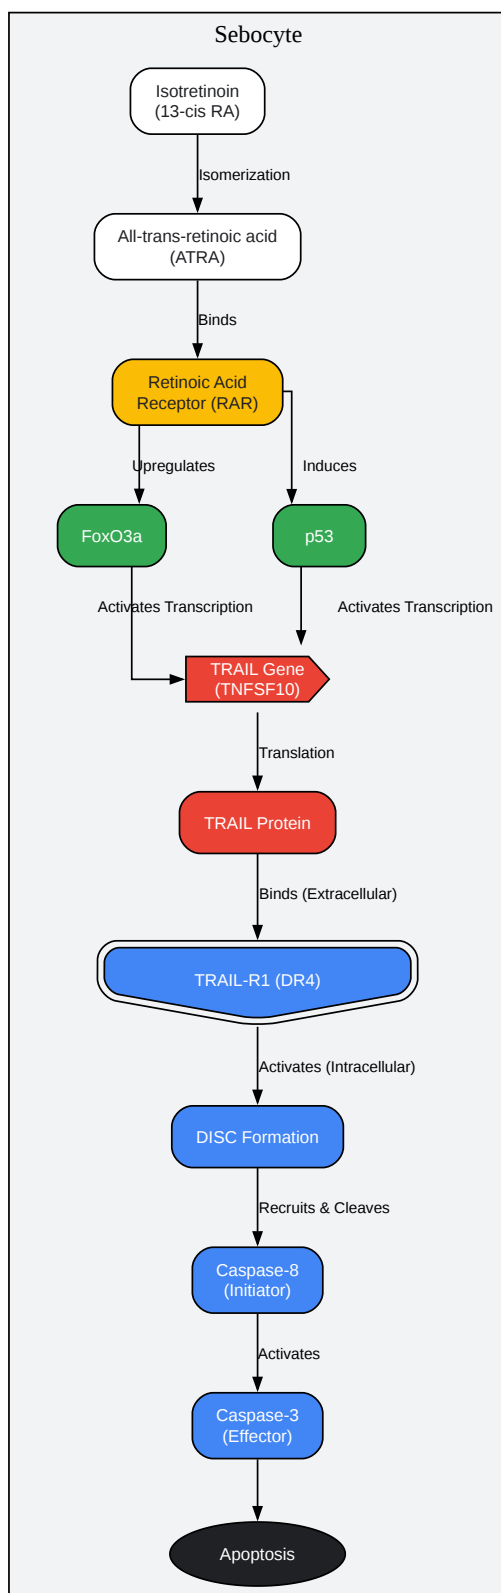 Sebocyte
Isotretinoin
(13-cis RA)
Isomerization
All-trans-retinoic acid
(ATRA)
Binds
Retinoic Acid
Receptor (RAR)
Upregulates
Induces
FoxO3a
p53
Activates Transcription
Activates Transcription
TRAIL Gene
(TNFSF10)
Translation
TRAIL Protein
Binds (Extracellular)
TRAIL-R1 (DR4)
Activates (Intracellular)
DISC Formation
Recruits & Cleaves
Caspase-8
(Initiator)
Activates
Caspase-3
(Effector)
Apoptosis